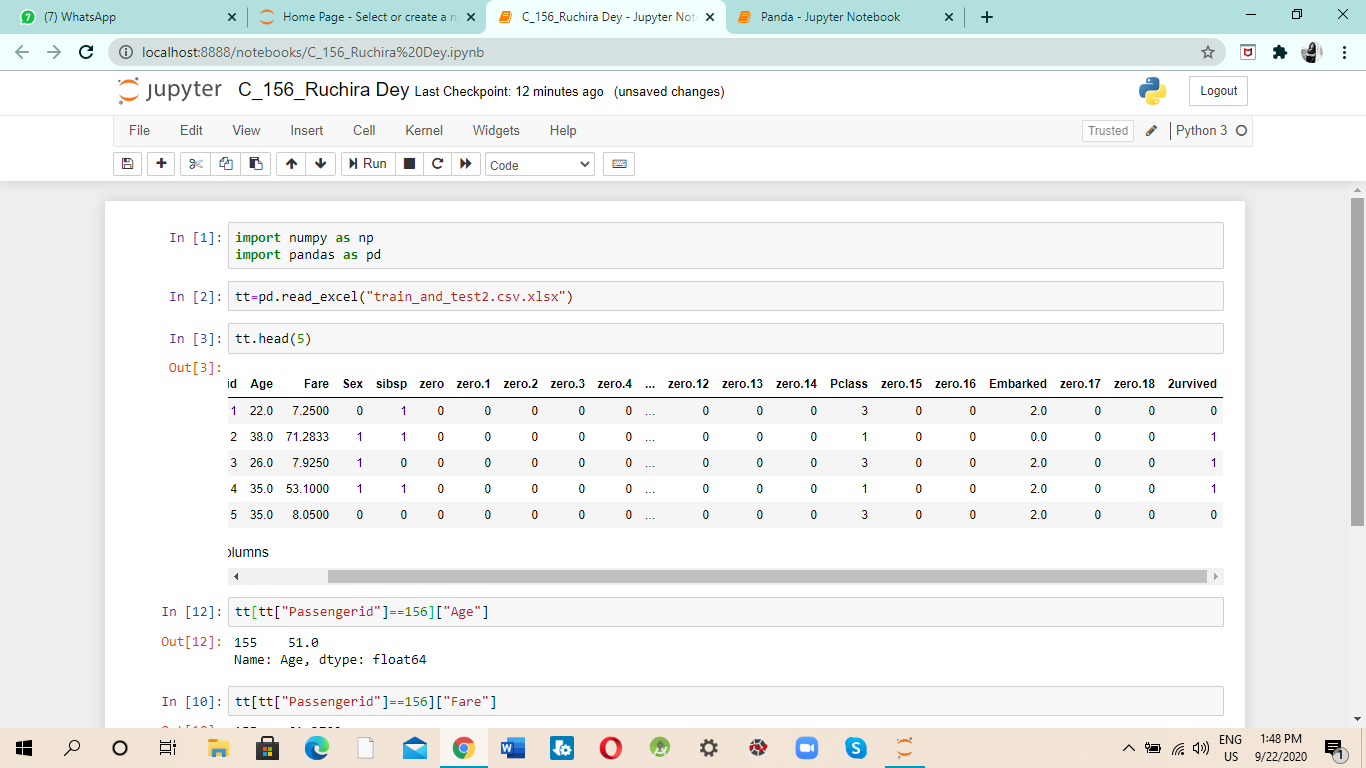 (7) WhatsApp
Home Page - Select or create a n
C_156_Ruchira Dey - Jupyter Not
Panda - Jupyter Notebook
localhost:8888/notebooks/C_156_Ruchira%20Dey.ipynb
jupyter C_156_Ruchira Dey Last Checkpoint: 12 minutes ago (unsaved changes)
Logout
File Edit View Insert Cell Kernel Widgets Help
Trusted Python 3
Run Code
In [1]: import numpy as np
import pandas as pd
In [2]: tt=pd.read_excel("train_and_test2.csv.xlsx")
In [3]: tt.head(5)
Out[3]:
id Age Fare Sex sibsp zero zero.1 zero.2 zero.3 zero.4 ... zero.12 zero.13 zero.14 Pclass zero.15 zero.16 Embarked zero.17 zero.18 2urvived
1 22.0 7.2500 0 1 0 0 0 0 0 ... 0 0 0 3 0 0 2.0 0 0 0
2 38.0 71.2833 1 1 0 0 0 0 0 ... 0 0 0 1 0 0 0.0 0 0 1
3 26.0 7.9250 1 0 0 0 0 0 0 ... 0 0 0 3 0 0 2.0 0 0 1
4 35.0 53.1000 1 1 0 0 0 0 0 ... 0 0 0 1 0 0 2.0 0 0 1
5 35.0 8.0500 0 0 0 0 0 0 0 ... 0 0 0 3 0 0 2.0 0 0 0
olumns
In [12]: tt[tt["Passengerid"]==156]["Age"]
Out[12]: 155 51.0
Name: Age, dtype: float64
In [10]: tt[tt["Passengerid"]==156]["Fare"]
ENG
US
1:48 PM
9/22/2020
1